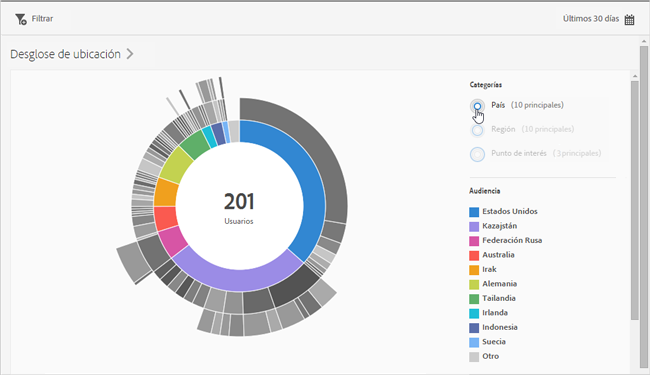 Filtrar
Últimos 30 días
Desglose de ubicación
201
Usuarios
Categorías
País (10 principales)
Región (10 principales)
Punto de interés (3 principales)
Audiencia
Estados Unidos
Kazajstán
Federación Rusa
Australia
Irak
Alemania
Tailandia
Irlanda
Indonesia
Suecia
Otro